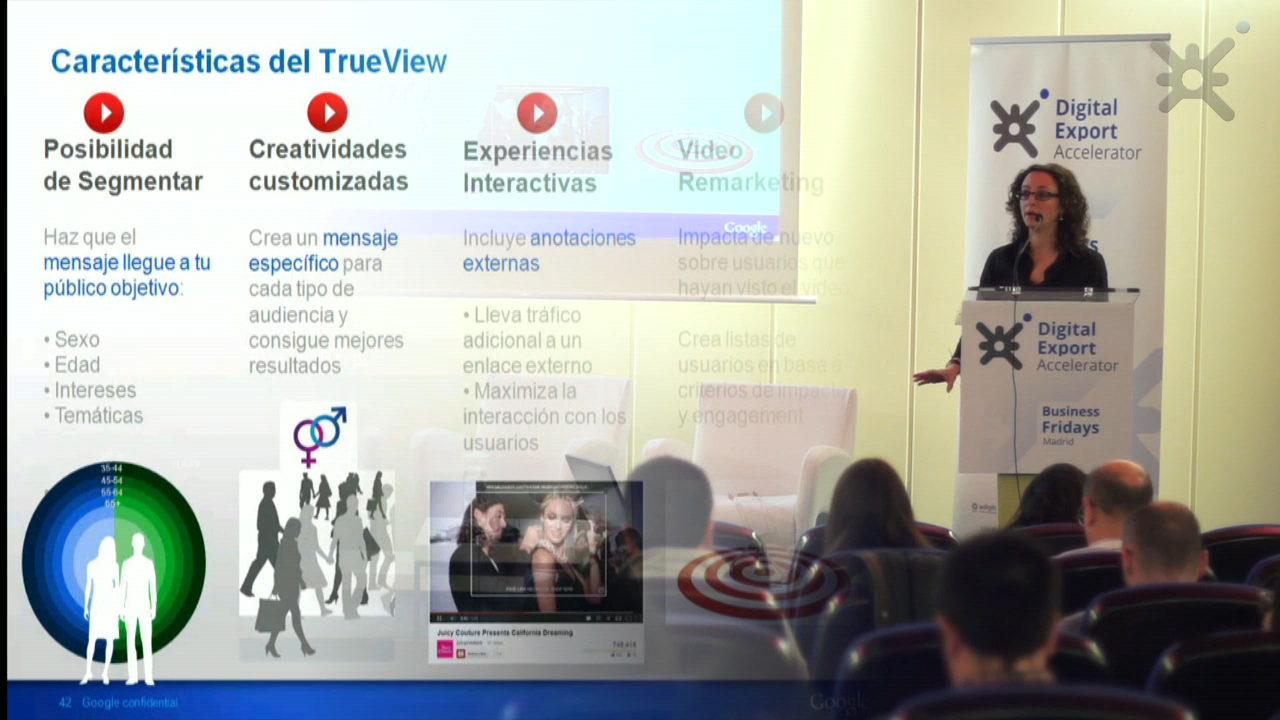 Características del TrueView
Posibilidad
de Segmentar
Haz que el
mensaje llegue a tu
público objetivo:
• Sexo
• Edad
• Intereses
• Temáticas
35-44
45-54
55-64
65+
Creatividades
customizadas
Crea un mensaje
específico para
cada tipo de
audiencia y
consigue mejores
resultados
Experiencias
Interactivas
Incluye anotaciones
externas
• Lleva tráfico
adicional a un
enlace externo
• Maximiza la
interacción con los
usuarios
Juicy Couture Presents California Dreaming
Video
Remarketing
Impacta de nuevo
sobre usuarios que
hayan visto el video
Crea listas de
usuarios en base a
criterios de impacto
y engagement
Google
42 Google confidential
Google
Digital
Export
Accelerator
Digital
Export
Accelerator
Business
Fridays
Madrid
adigital